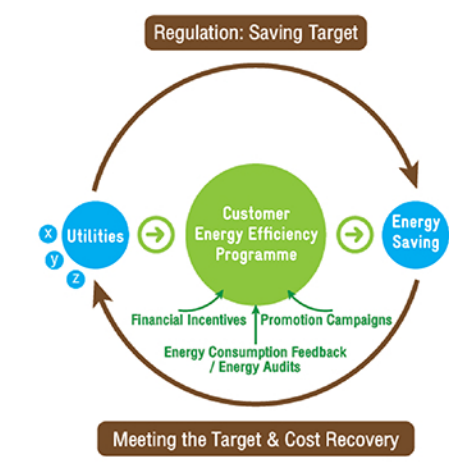 Regulation: Saving Target
Customer
Energy Efficiency
Programme
Energy
Saving
x
Utilities
y
z
Financial Incentives
Promotion Campaigns
Energy Consumption Feedback
/ Energy Audits
Meeting the Target & Cost Recovery